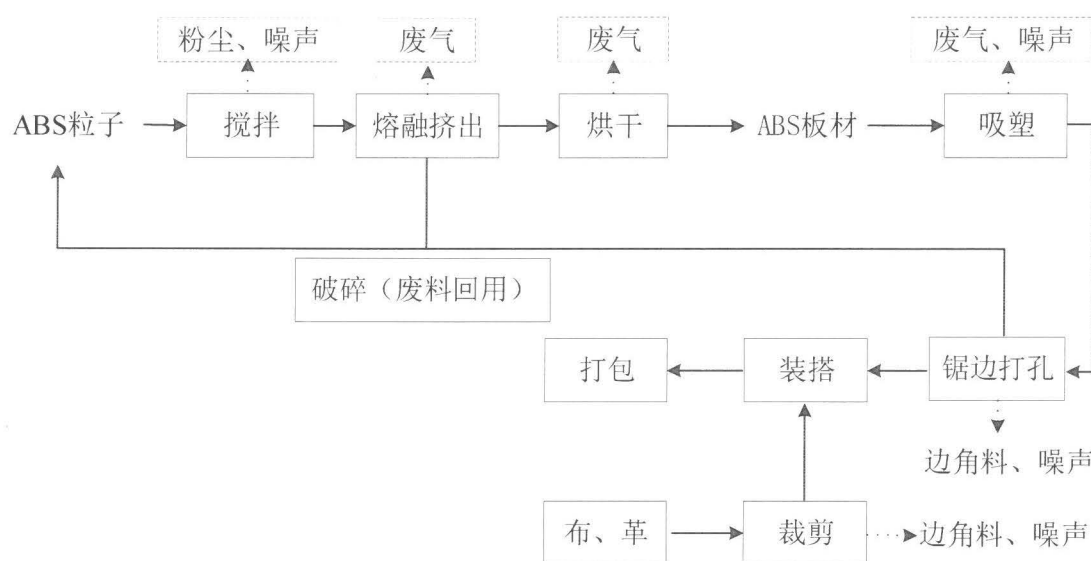 粉尘、噪声
废气
废气
废气、噪声
ABS粒子
搅拌
熔融挤出
烘干
ABS板材
吸塑
破碎（废料回用）
打包
装搭
锯边打孔
边角料、噪声
布、革
裁剪
边角料、噪声